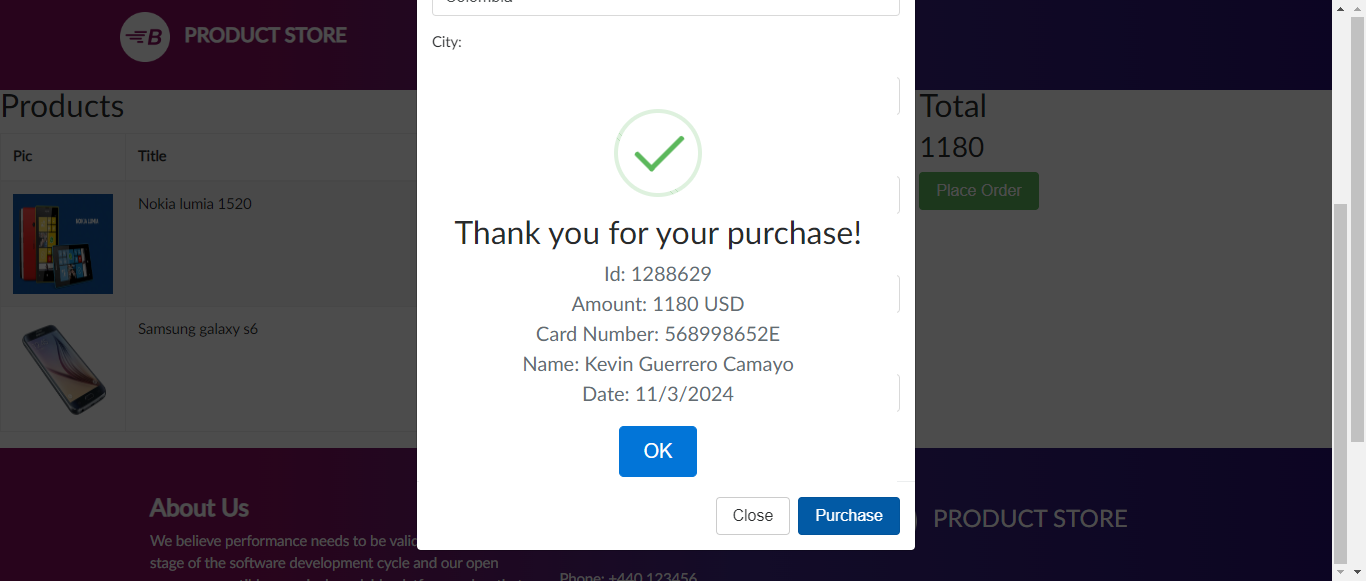 PRODUCT STORE
Products
Pic Title
Nokia lumia 1520
Samsung galaxy s6
Colombia
City:
Thank you for your purchase!
Id: 1288629
Amount: 1180 USD
Card Number: 568998652E
Name: Kevin Guerrero Camayo
Date: 11/3/2024
OK
Close Purchase
Total
1180
Place Order
About Us
We believe performance needs to be
stage of the software development cycle and our open
Phone: +440 123456
PRODUCT STORE